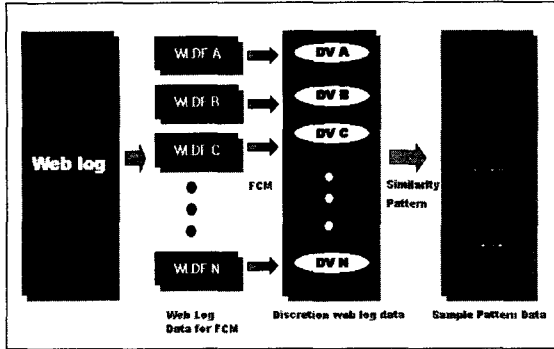 WLDF A
DV A
WLDF B
DV B
WLDF C
DV C
Web log
FCM
Similarity
Pattern
WLDF N
DV N
Web Log
Data for FCM
Discretion web log data
Sample Pattern Data